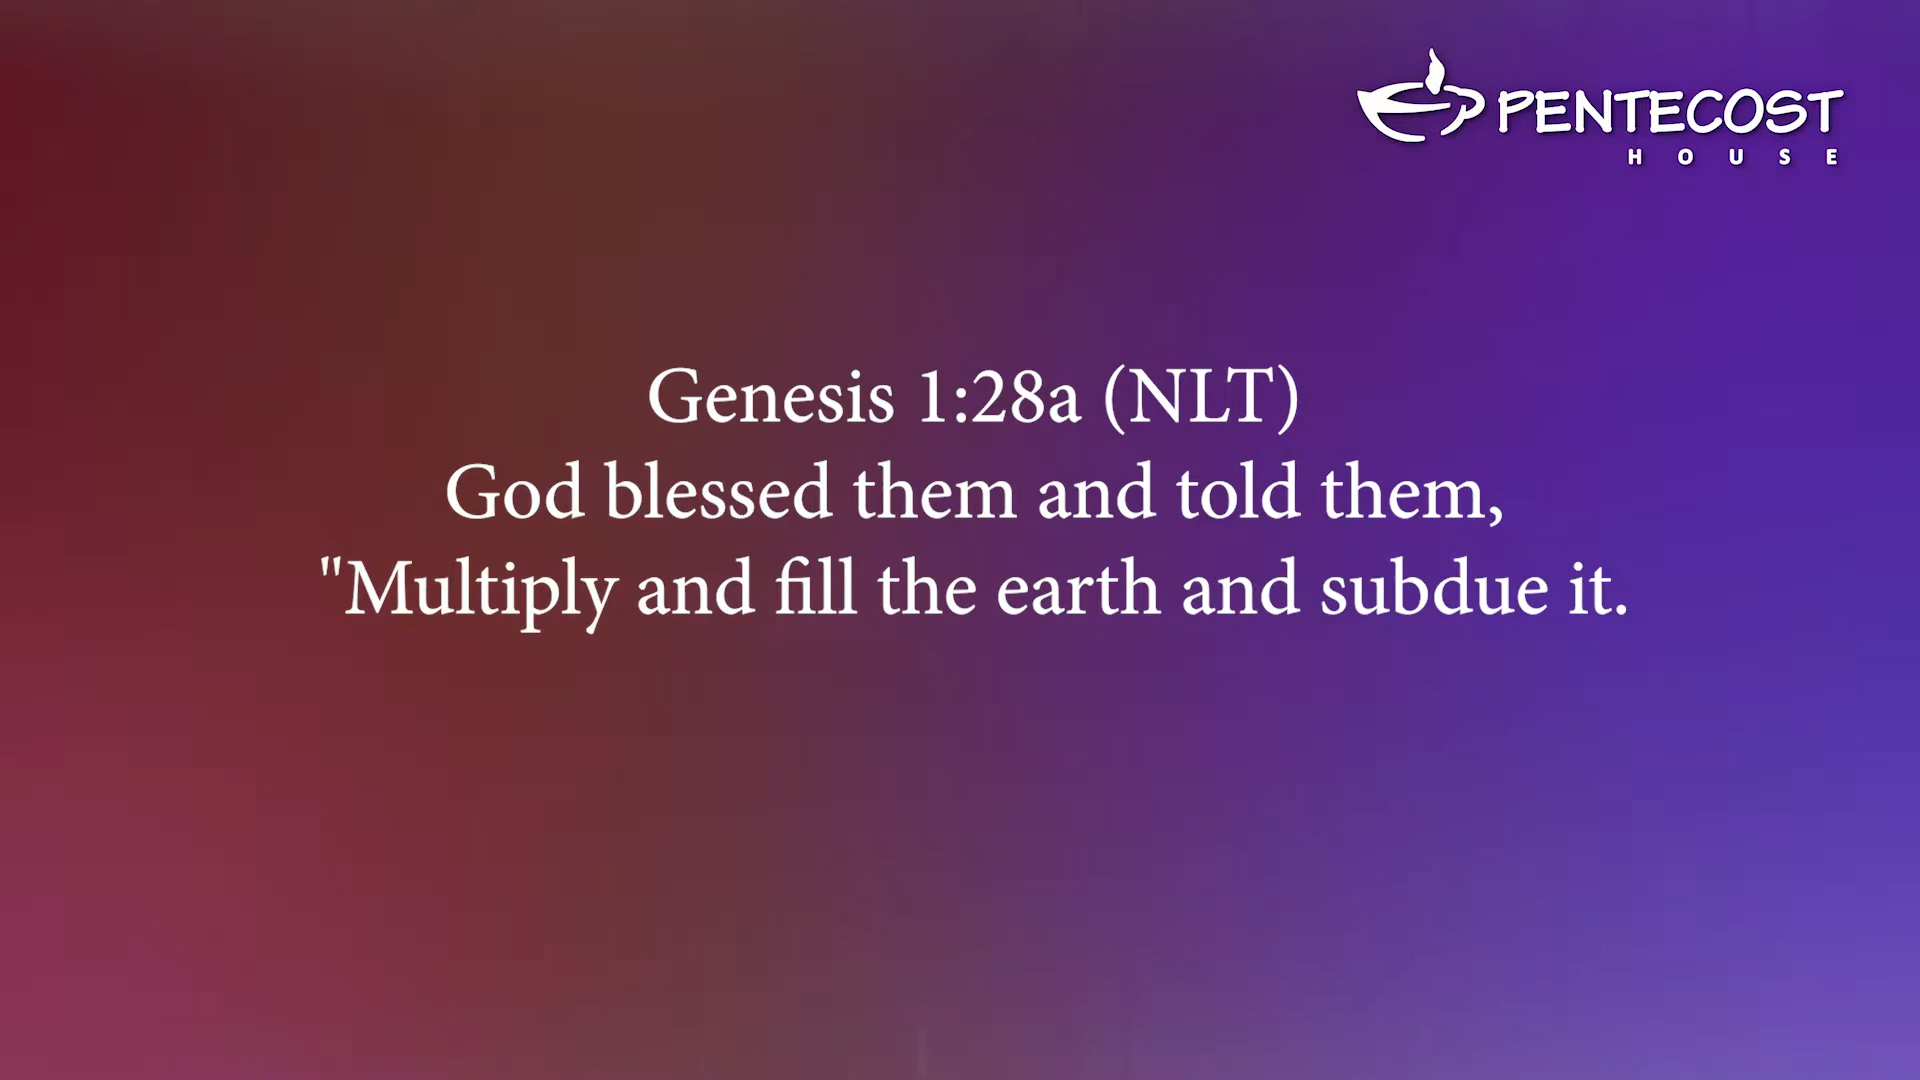 PENTECOST
HOUSE
Genesis 1:28a (NLT)
God blessed them and told them,
"Multiply and fill the earth and subdue it.